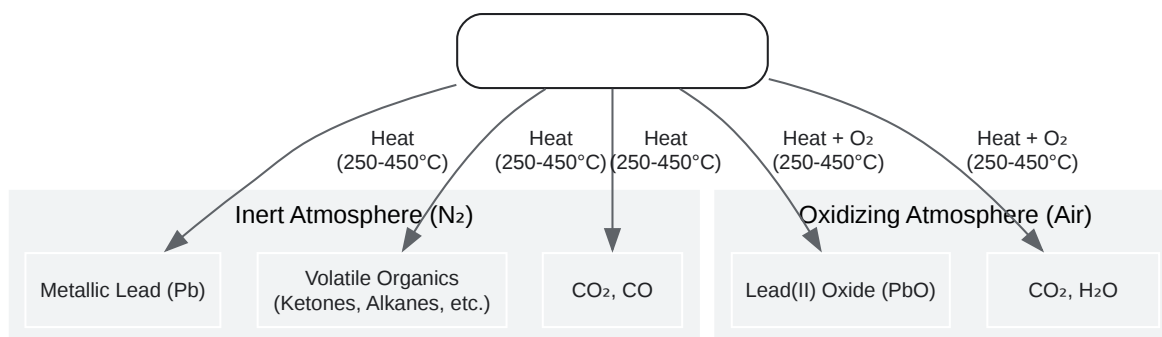 Heat
(250-450°C)
Heat
(250-450°C)
Heat
(250-450°C)
Heat + O₂
(250-450°C)
Heat + O₂
(250-450°C)
Inert Atmosphere (N₂)
Oxidizing Atmosphere (Air)
Metallic Lead (Pb)
Volatile Organics
(Ketones, Alkanes, etc.)
CO₂, CO
Lead(II) Oxide (PbO)
CO₂, H₂O